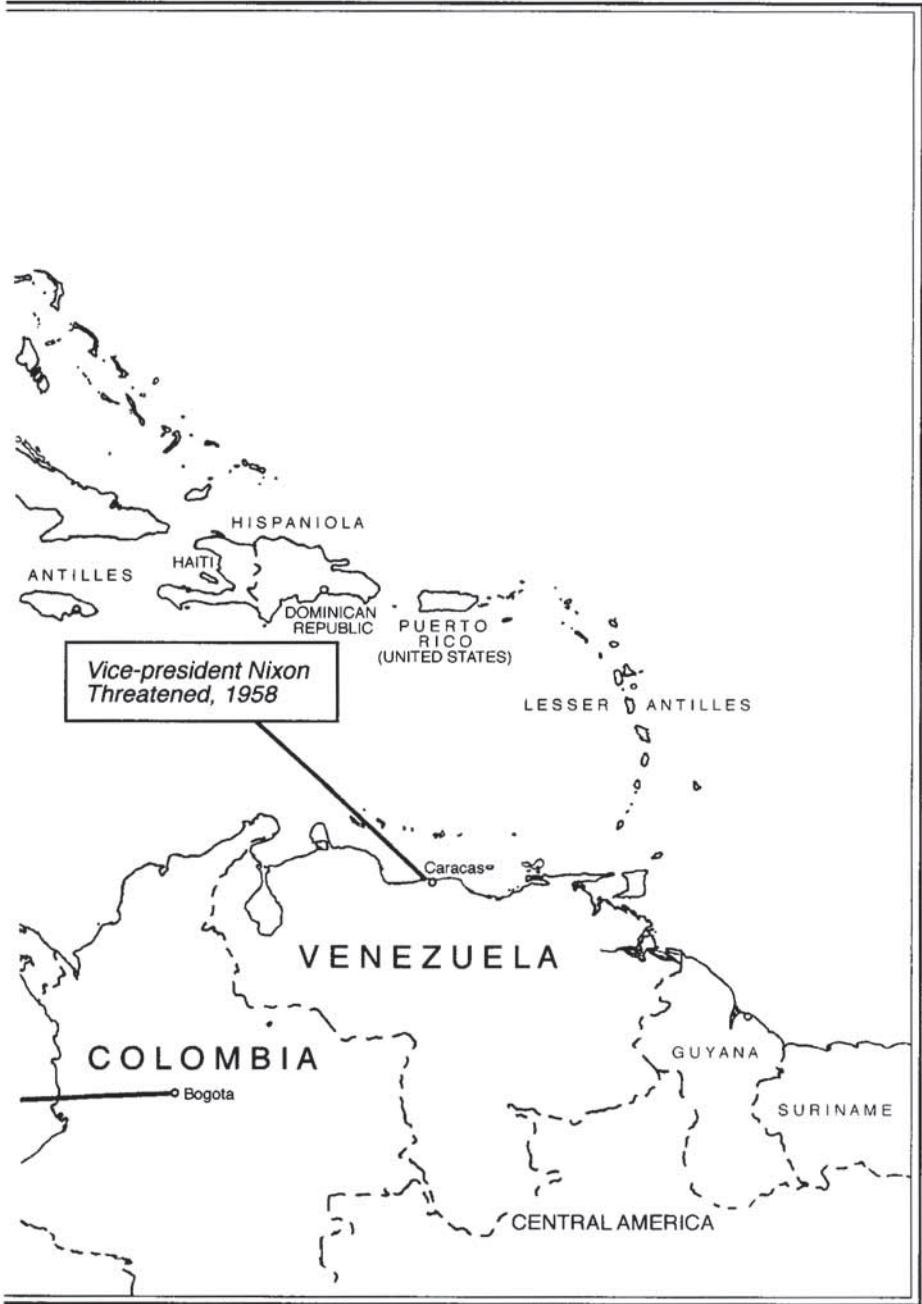 HISPANIOLA
HAITI
ANTILLES
DOMINICAN
REPUBLIC
PUERTO
RICO
(UNITED STATES)
Vice-president Nixon
Threatened, 1958
LESSER ANTILLES
Caracas
VENEZUELA
COLOMBIA
GUYANA
Bogota
SURINAME
CENTRAL AMERICA